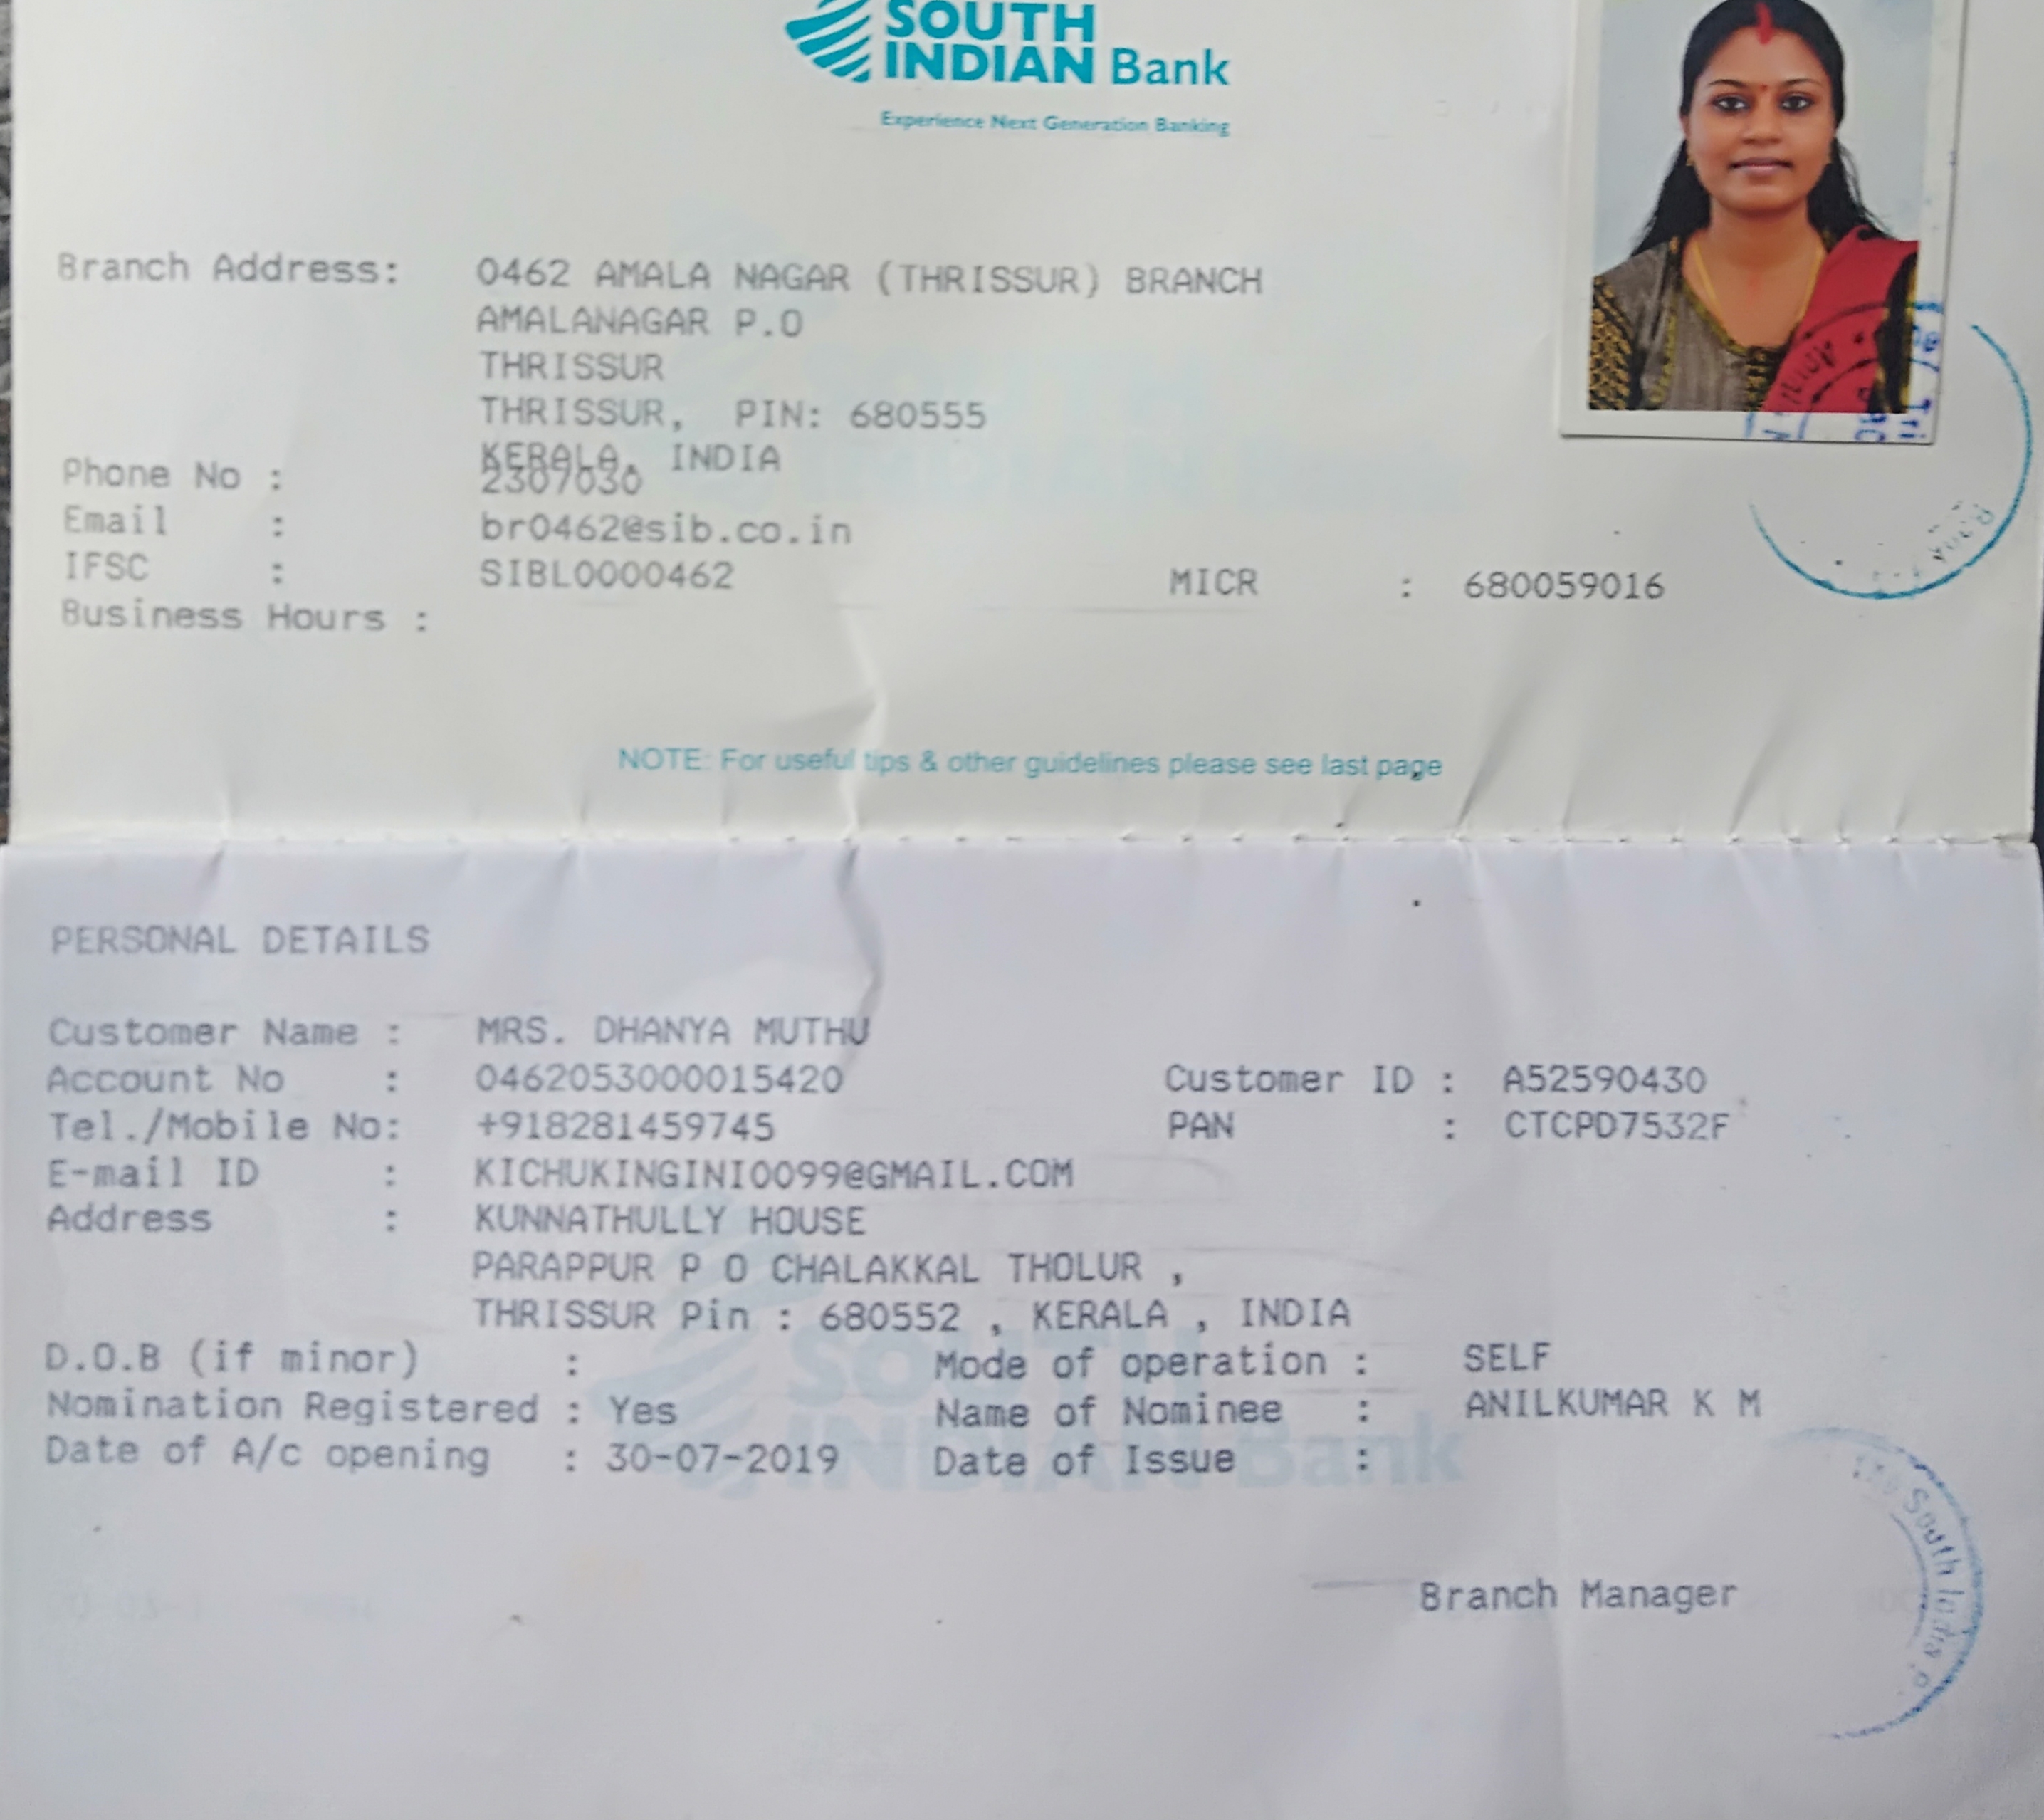 SOUTH
INDIAN Bank
Experience Next Generation Banking
Branch Address: 0462 AMALA NAGAR (THRISSUR) BRANCH
AMALANAGAR P.O
THRISSUR
THRISSUR, PIN: 680555
KERALA, INDIA
Phone No : 2307030
Email : br0462@sib.co.in
IFSC : SIBL0000462 MICR : 680059016
Business Hours :
NOTE: For useful tips & other guidelines please see last page
PERSONAL DETAILS
Customer Name : MRS. DHANYA MUTHU
Account No : 0462053000015420 Customer ID : A52590430
Tel./Mobile No: +918281459745 PAN : CTCPD7532F
E-mail ID : KICHUKINGINI0099@GMAIL.COM
Address : KUNNATHULLY HOUSE
PARAPPUR P O CHALAKKAL THOLUR ,
THRISSUR Pin : 680552 , KERALA , INDIA
D.O.B (if minor) : Mode of operation : SELF
Nomination Registered : Yes Name of Nominee : ANILKUMAR K M
Date of A/c opening : 30-07-2019 Date of Issue :
Branch Manager
South